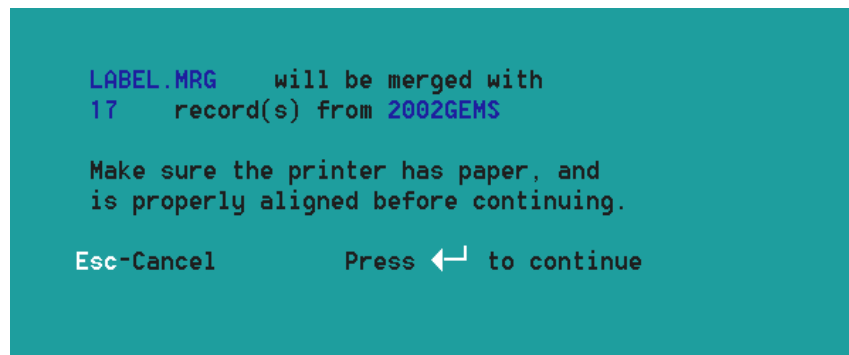 LABEL.MRG will be merged with
17 record(s) from 2002GEMS
Make sure the printer has paper, and
is properly aligned before continuing.
Esc-Cancel Press ↵ to continue